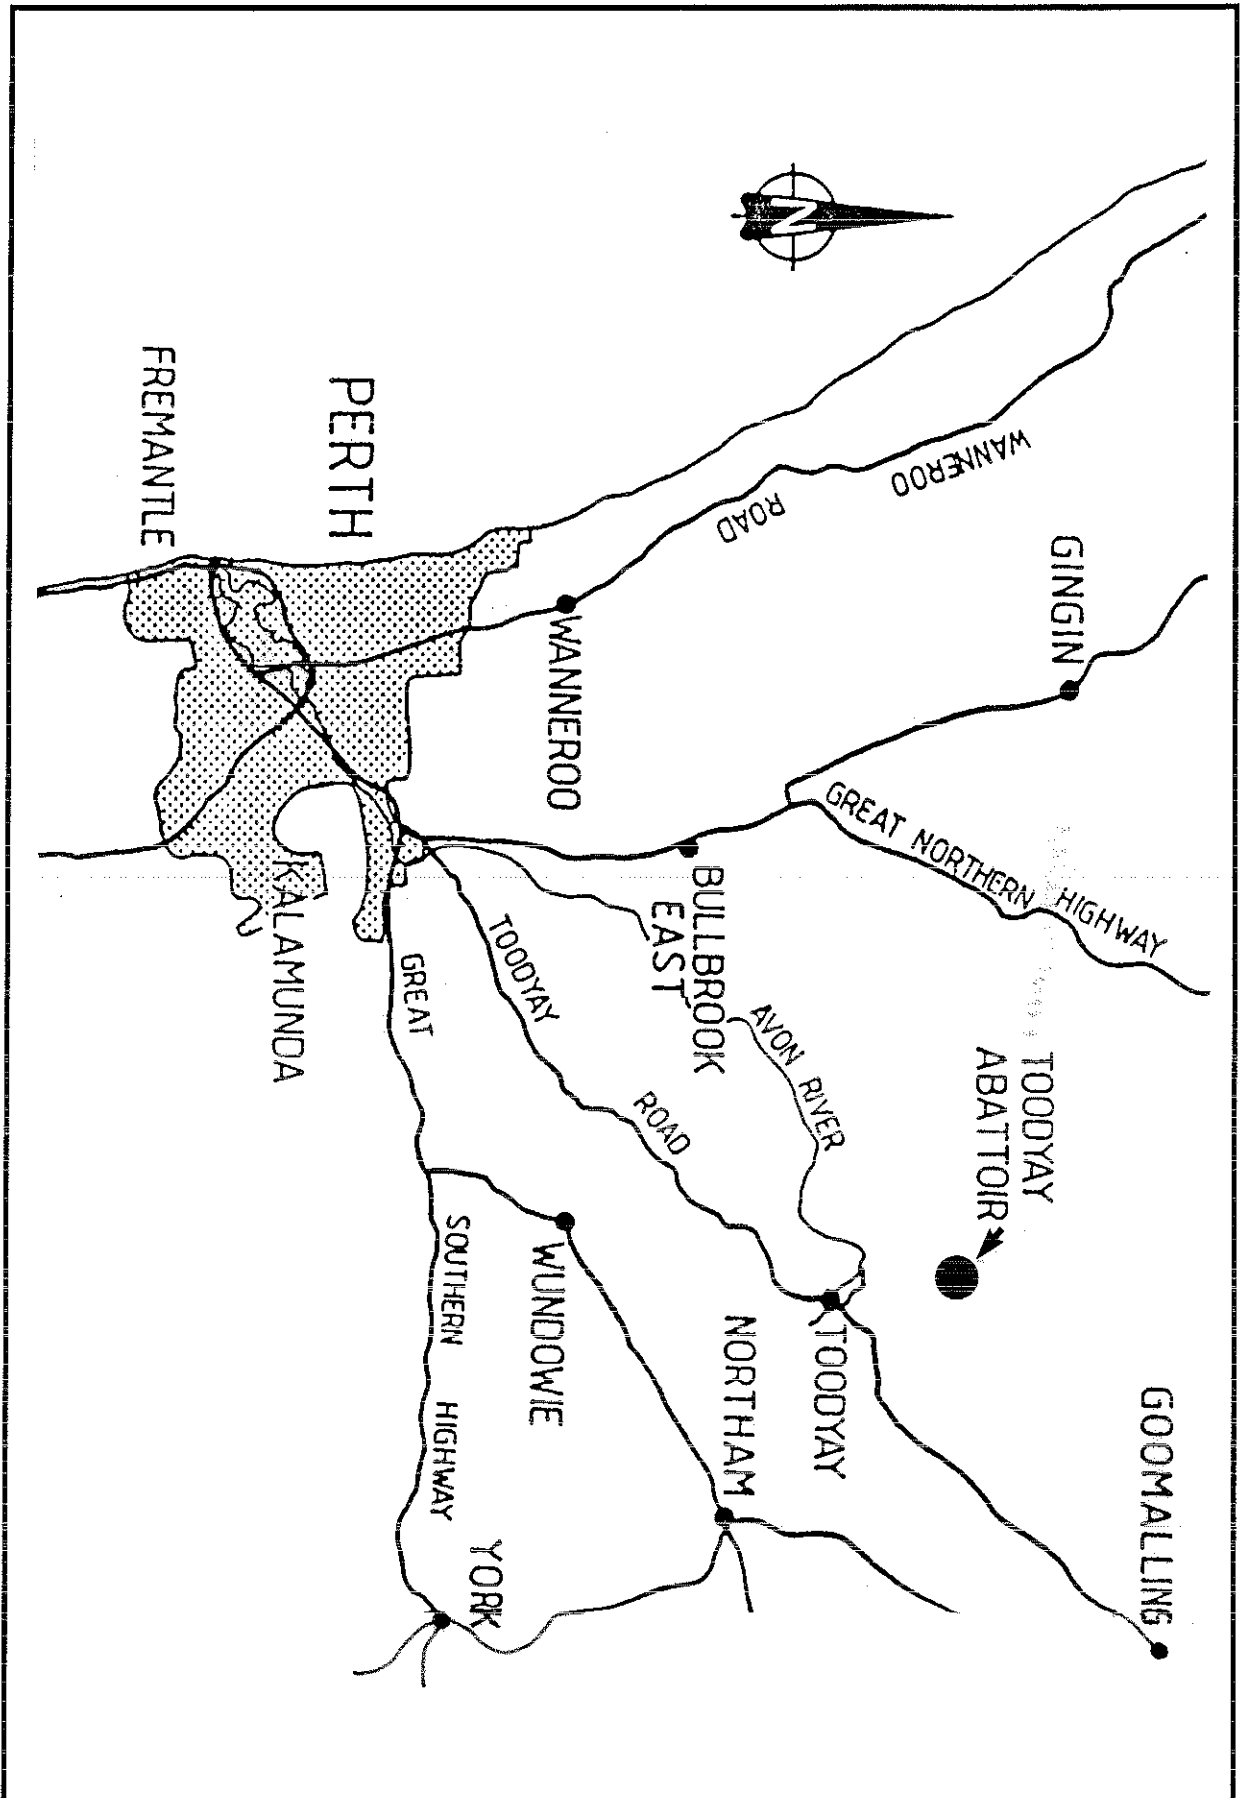 N
WANNEROO
ROAD
GINGIN
GREAT NORTHERN HIGHWAY
TOODYAY
ABATTOIR
GOOMALLING
AVON RIVER
TOODYAY
BULLBROOK
EAST
NORTHAM
WANNEROO
TOODYAY
ROAD
WUNDOWIE
PERTH
GREAT
SOUTHERN
HIGHWAY
YORK
KALAMUNDA
FREMANTLE